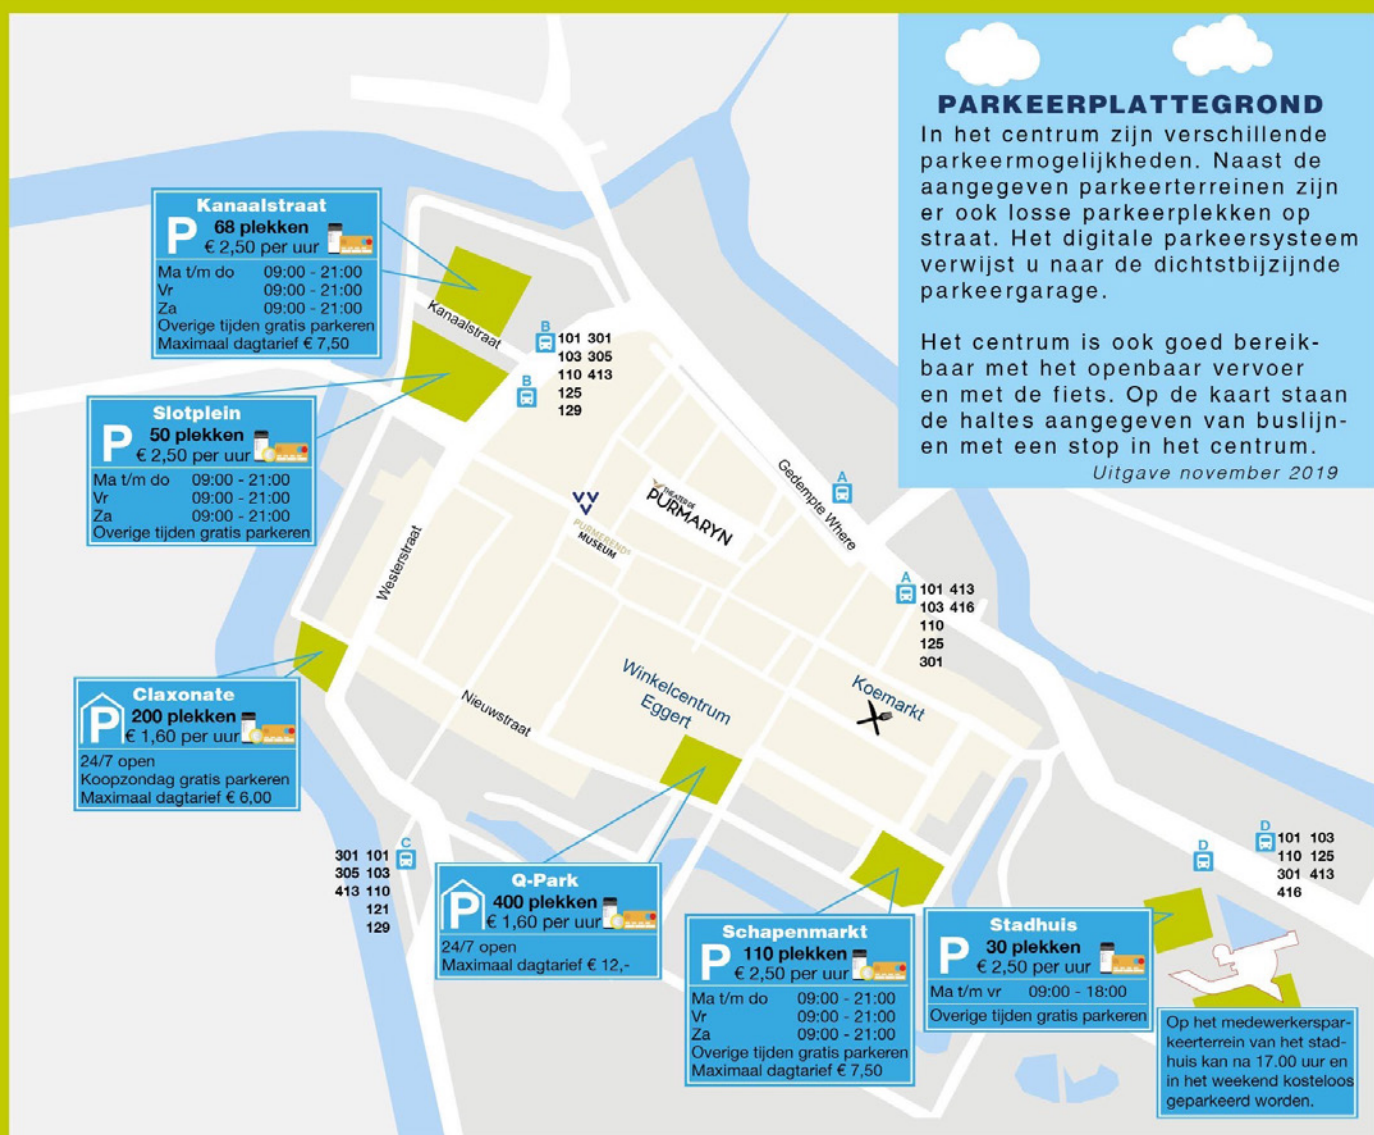 PARKEERPLATTEGROND
In het centrum zijn verschillende
parkeermogelijkheden. Naast de
aangegeven parkeerterreinen zijn
er ook losse parkeerplekken op
straat. Het digitale parkeersysteem
verwijst u naar de dichtstbijzijnde
parkeergarage.
Het centrum is ook goed bereik-
baar met het openbaar vervoer
en met de fiets. Op de kaart staan
de haltes aangegeven van buslijn-
en met een stop in het centrum.
Uitgave november 2019
Kanaalstraat
P 68 plekken
€ 2,50 per uur
Ma t/m do 09:00 - 21:00
Vr 09:00 - 21:00
Za 09:00 - 21:00
Overige tijden gratis parkeren
Maximaal dagtarief € 7,50
Kanaalstraat
B
101 301
103 305
110 413
125
129
B
Slotplein
P 50 plekken
€ 2,50 per uur
Ma t/m do 09:00 - 21:00
Vr 09:00 - 21:00
Za 09:00 - 21:00
Overige tijden gratis parkeren
Westerstraat
PURMERENDS
MUSEUM
THEATER DE
PURMARYN
Gedempte Where
A
A
101 413
103 416
110
125
301
Claxonate
P 200 plekken
€ 1,60 per uur
24/7 open
Koopzondag gratis parkeren
Maximaal dagtarief € 6,00
Nieuwstraat
Winkelcentrum
Eggert
Koemarkt
C
301 101
305 103
413 110
121
129
Q-Park
P 400 plekken
€ 1,60 per uur
24/7 open
Maximaal dagtarief € 12,-
Schapenmarkt
P 110 plekken
€ 2,50 per uur
Ma t/m do 09:00 - 21:00
Vr 09:00 - 21:00
Za 09:00 - 21:00
Overige tijden gratis parkeren
Maximaal dagtarief € 7,50
Stadhuis
P 30 plekken
€ 2,50 per uur
Ma t/m vr 09:00 - 18:00
Overige tijden gratis parkeren
D
D
101 103
110 125
301 413
416
Op het medewerkerspar-
keerterrein van het stad-
huis kan na 17.00 uur en
in het weekend kosteloos
geparkeerd worden.